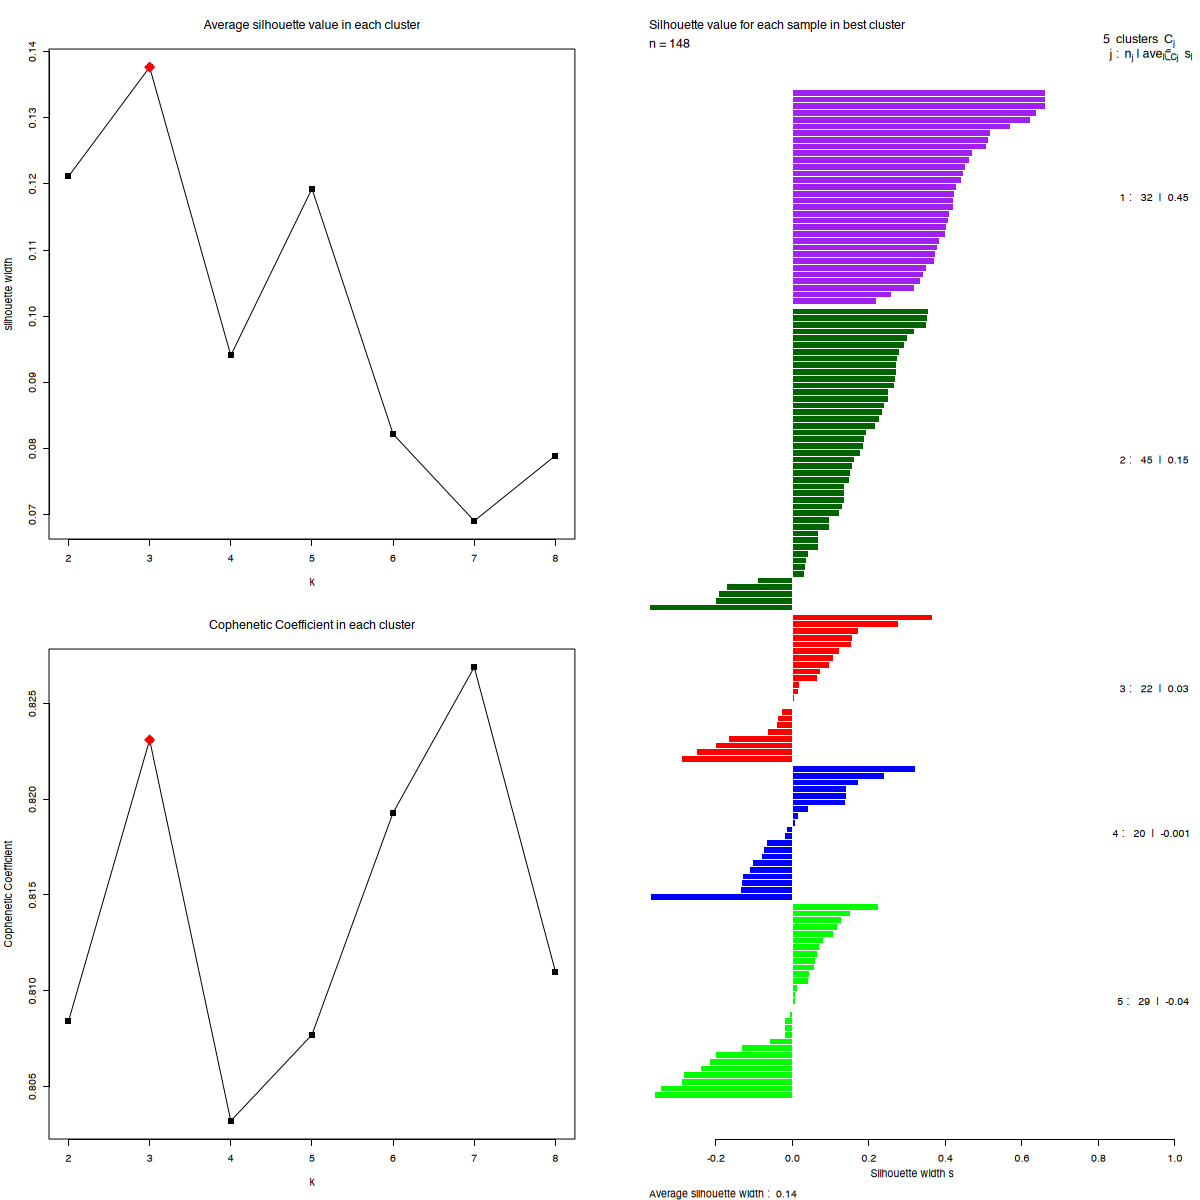 Average silhouette value in each cluster
0.14
0.13
0.12
0.11
0.10
0.09
0.08
0.07
silhouette width
2 3 4 5 6 7 8
k
Cophenetic Coefficient in each cluster
0.825
0.820
0.815
0.810
0.805
Cophenetic Coefficient
2 3 4 5 6 7 8
k
Silhouette value for each sample in best cluster
n = 148
5 clusters Cj
j : nj | avei∈Cj si
1 : 32 | 0.45
2 : 45 | 0.15
3 : 22 | 0.03
4 : 20 | -0.001
5 : 29 | -0.04
-0.2 0.0 0.2 0.4 0.6 0.8 1.0
Silhouette width s
Average silhouette width : 0.14